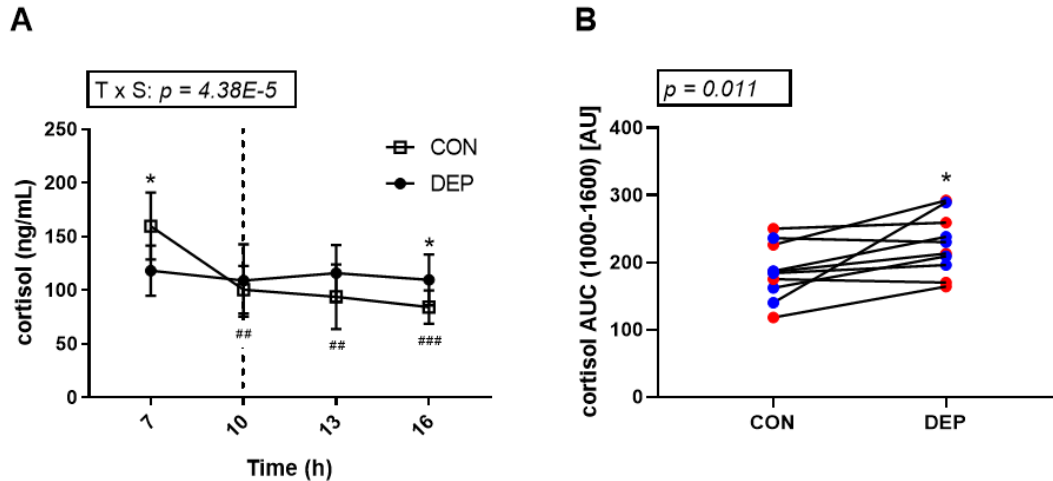 A
T x S: p = 4.38E-5
cortisol (ng/mL)
250
200
150
100
50
0
*
*
##
##
###
CON
DEP
7
10
13
16
Time (h)
B
p = 0.011
cortisol AUC (1000-1600) [AU]
400
300
200
100
0
*
CON
DEP